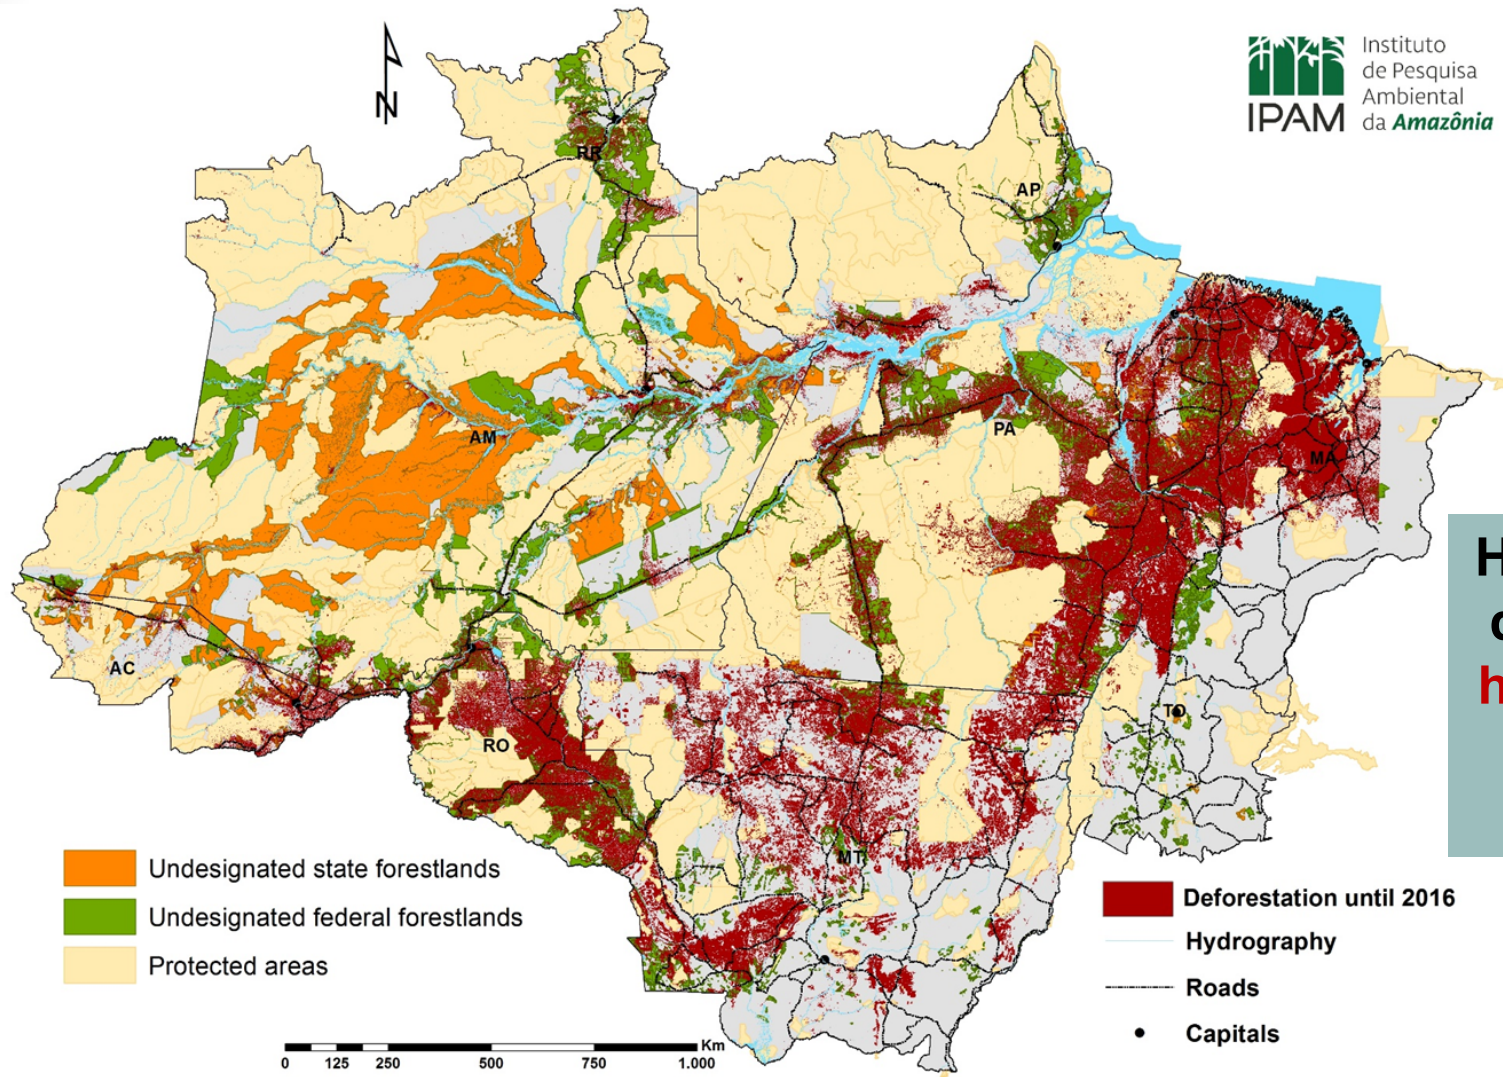 N
IPAM
Instituto
de Pesquisa
Ambiental
da Amazônia
RR
AP
AM
PA
MA
AC
RO
TO
MT
H
h
Undesignated state forestlands
Undesignated federal forestlands
Protected areas
Deforestation until 2016
Hydrography
Roads
Capitals
Km
0 125 250 500 750 1.000